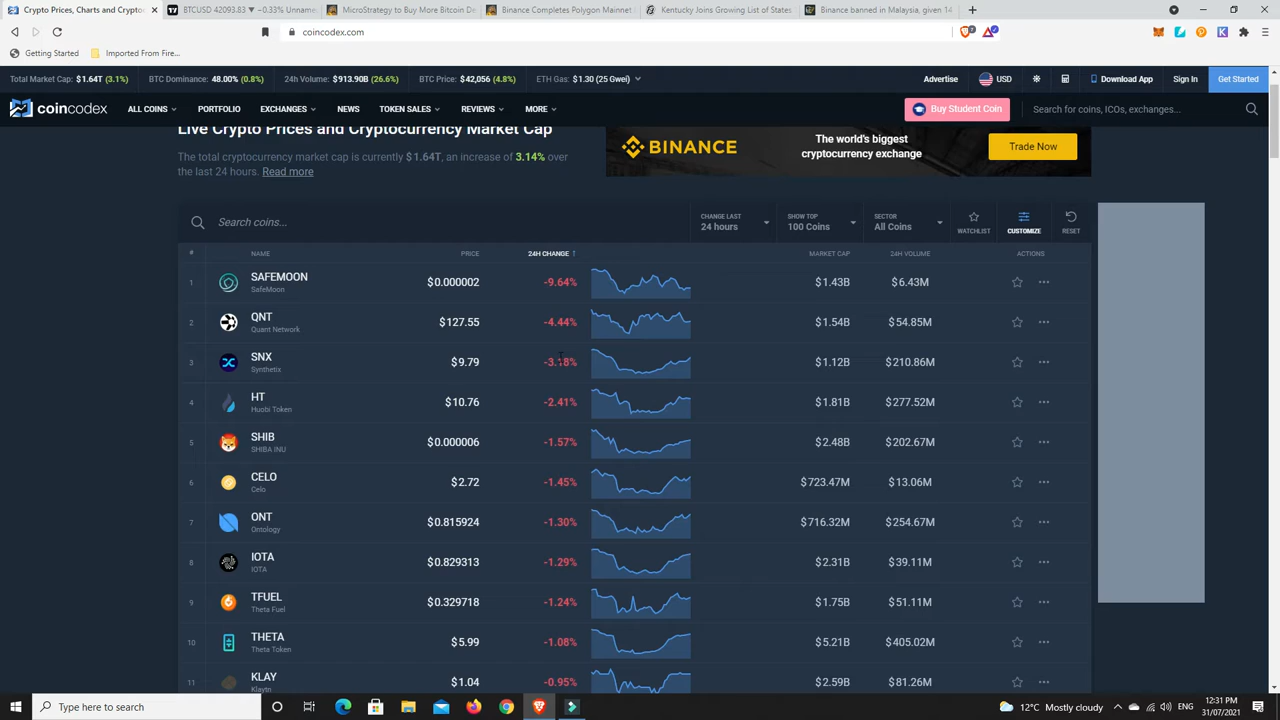 Crypto Prices, Charts and Cryptocu
BTCUSD 42093.83 ▼ −0.33% Unname
MicroStrategy to Buy More Bitcoin De
Binance Completes Polygon Mainnet
Kentucky Joins Growing List of States
Binance banned in Malaysia, given 14
coincodex.com
Getting Started
Imported From Fire...
Total Market Cap: $1.64T (3.1%)
BTC Dominance: 48.00% (0.8%)
24h Volume: $913.90B (26.6%)
BTC Price: $42,056 (4.8%)
ETH Gas: $1.30 (25 Gwei)
Advertise
USD
Download App
Sign In
Get Started
coincodex
ALL COINS
PORTFOLIO
EXCHANGES
NEWS
TOKEN SALES
REVIEWS
MORE
Buy Student Coin
Search for coins, ICOs, exchanges...
Live Crypto Prices and Cryptocurrency Market Cap
The total cryptocurrency market cap is currently $1.64T, an increase of 3.14% over
the last 24 hours. Read more
BINANCE
The world's biggest
cryptocurrency exchange
Trade Now
Search coins...
CHANGE LAST
24 hours
SHOW TOP
100 Coins
SECTOR
All Coins
WATCHLIST
CUSTOMIZE
RESET
# NAME PRICE 24H CHANGE ↑ MARKET CAP 24H VOLUME ACTIONS
1 SAFEMOON $0.000002 -9.64% $1.43B $6.43M
SafeMoon
2 QNT $127.55 -4.44% $1.54B $54.85M
Quant Network
3 SNX $9.79 -3.18% $1.12B $210.86M
Synthetix
4 HT $10.76 -2.41% $1.81B $277.52M
Huobi Token
5 SHIB $0.000006 -1.57% $2.48B $202.67M
SHIBA INU
6 CELO $2.72 -1.45% $723.47M $13.06M
Celo
7 ONT $0.815924 -1.30% $716.32M $254.67M
Ontology
8 IOTA $0.829313 -1.29% $2.31B $39.11M
IOTA
9 TFUEL $0.329718 -1.24% $1.75B $51.11M
Theta Fuel
10 THETA $5.99 -1.08% $5.21B $405.02M
Theta Token
11 KLAY $1.04 -0.95% $2.59B $81.26M
Klaytn
Type here to search
12°C Mostly cloudy
ENG
12:31 PM
31/07/2021